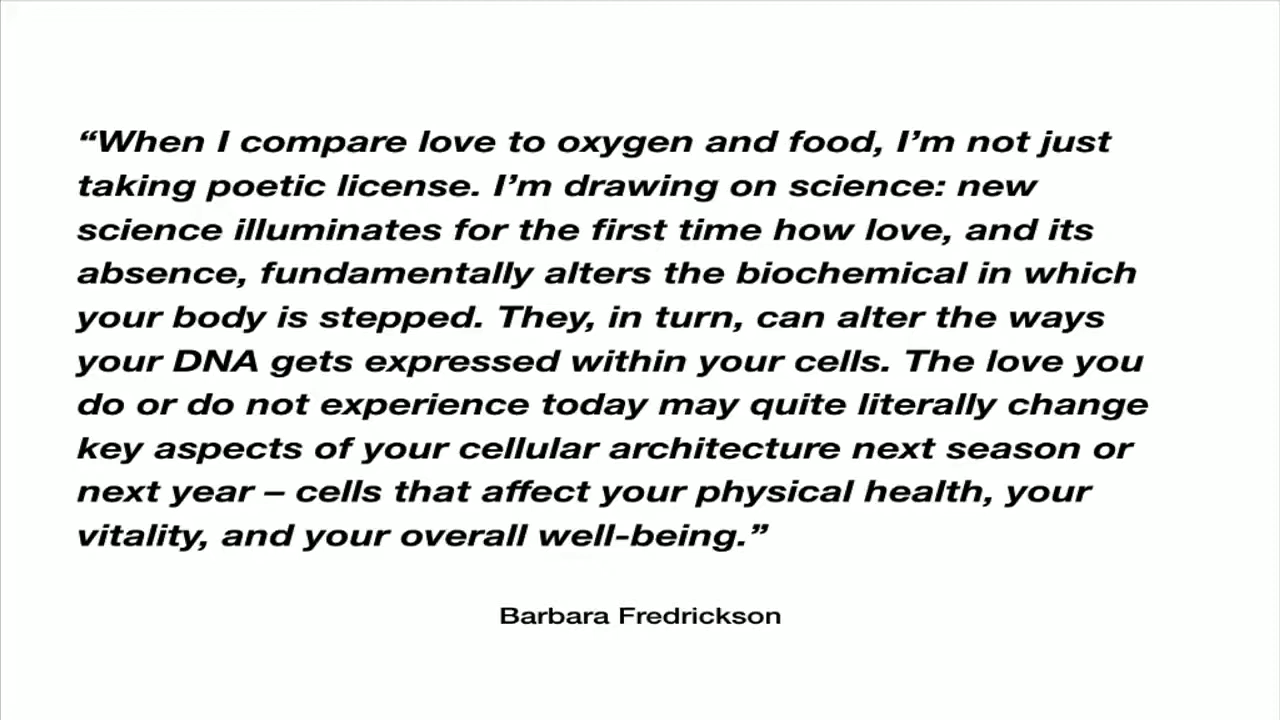 “When I compare love to oxygen and food, I’m not just
taking poetic license. I’m drawing on science: new
science illuminates for the first time how love, and its
absence, fundamentally alters the biochemical in which
your body is stepped. They, in turn, can alter the ways
your DNA gets expressed within your cells. The love you
do or do not experience today may quite literally change
key aspects of your cellular architecture next season or
next year – cells that affect your physical health, your
vitality, and your overall well-being.”
Barbara Fredrickson